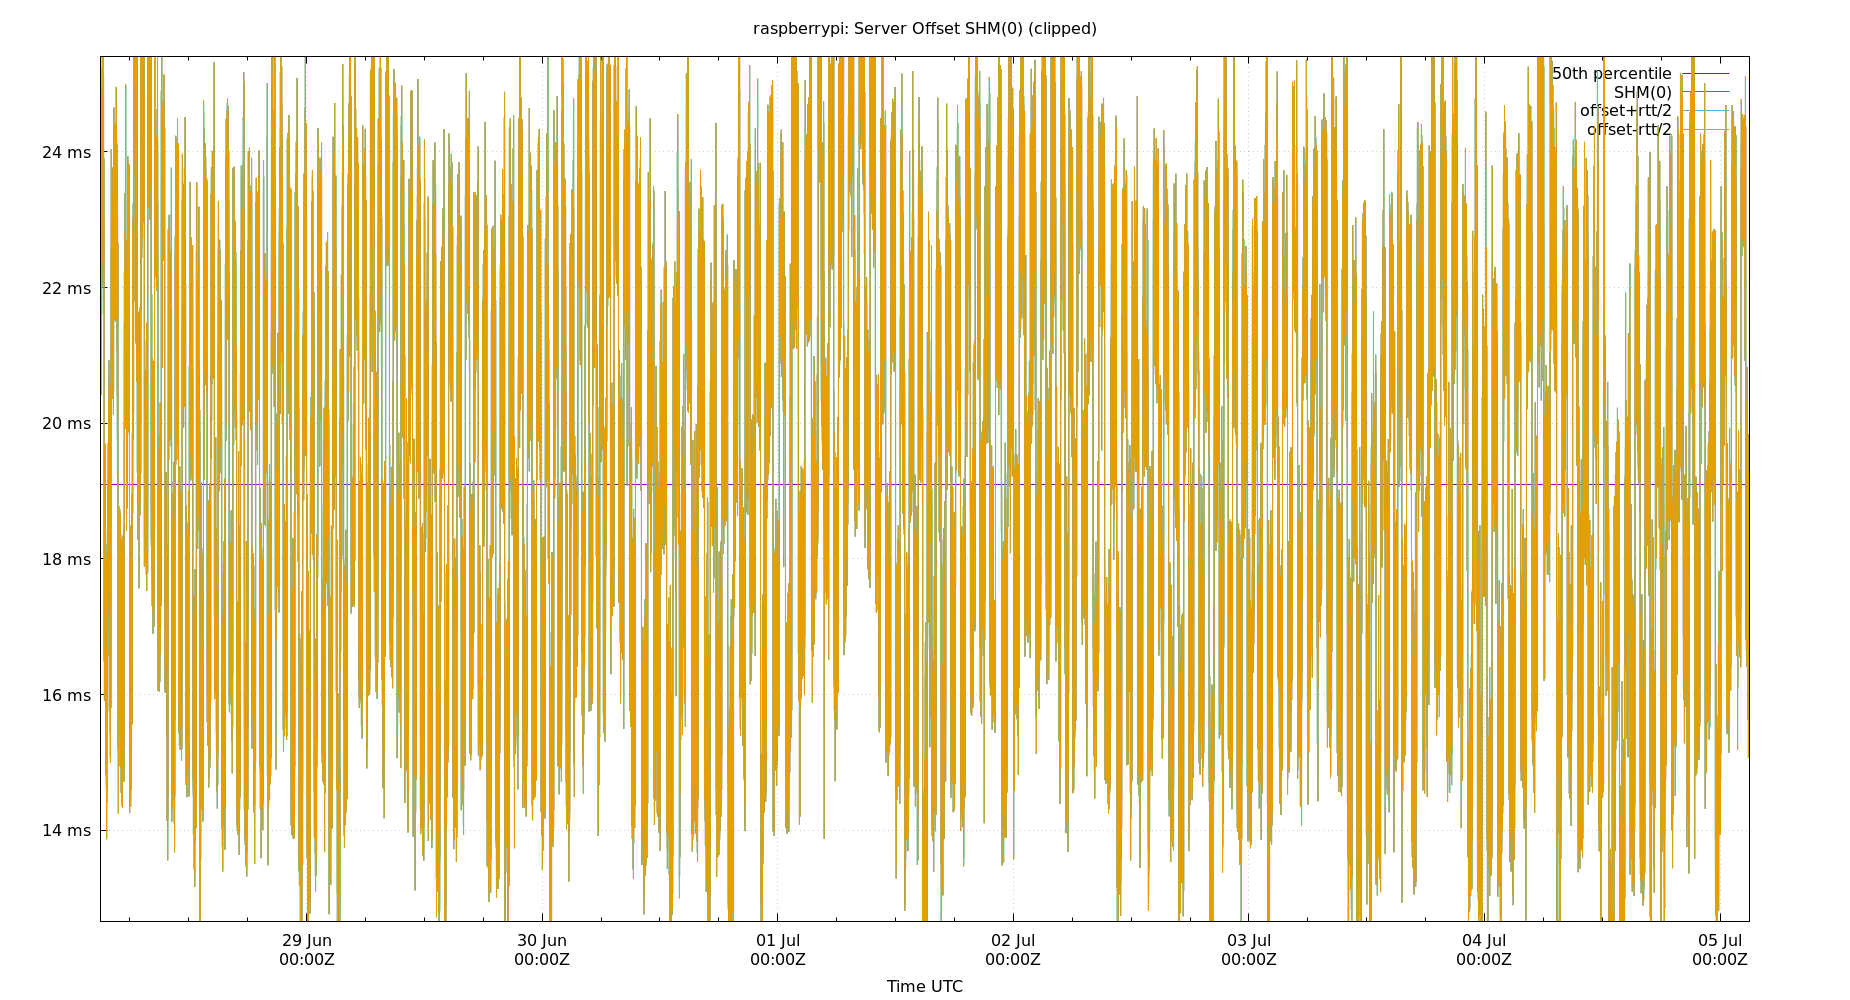 raspberrypi: Server Offset SHM(0) (clipped)
50th percentile
SHM(0)
offset+rtt/2
offset-rtt/2
24 ms
22 ms
20 ms
18 ms
16 ms
14 ms
29 Jun 30 Jun 01 Jul 02 Jul 03 Jul 04 Jul 05 Jul
00:00Z 00:00Z 00:00Z 00:00Z 00:00Z 00:00Z 00:00Z
Time UTC